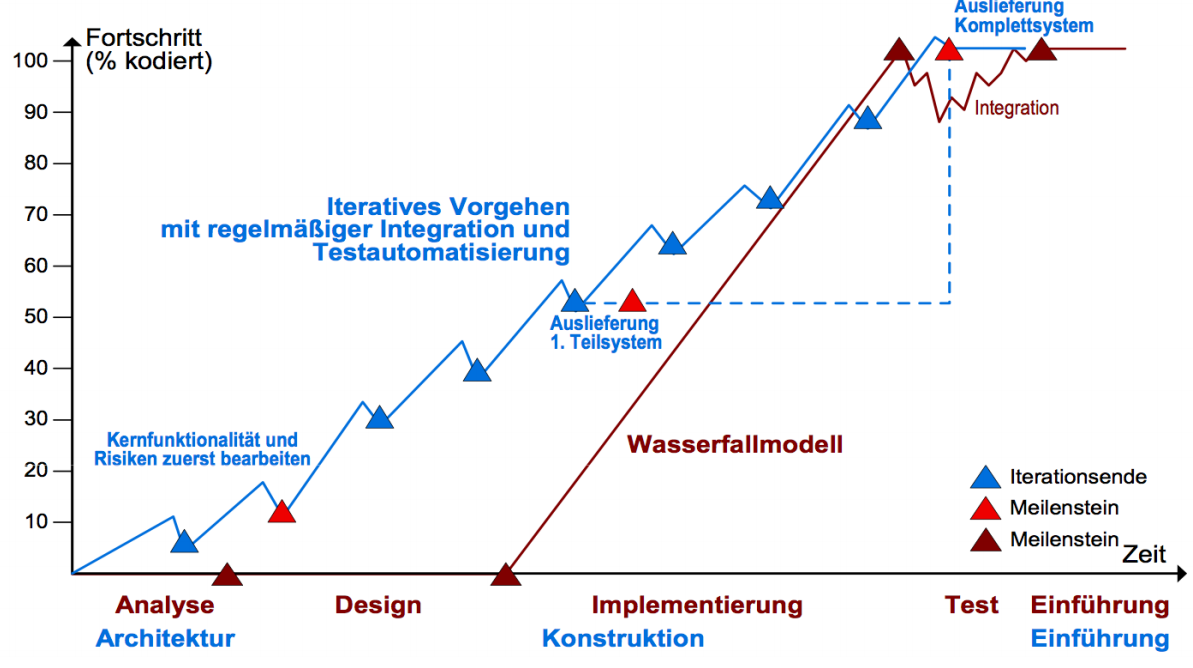 Auslieferung
Komplettsystem
Fortschritt
(% kodiert)
100
90
80
70
60
50
40
30
20
10
Integration
Iteratives Vorgehen
mit regelmäßiger Integration und
Testautomatisierung
Auslieferung
1. Teilsystem
Kernfunktionalität und
Risiken zuerst bearbeiten
Wasserfallmodell
Iterationsende
Meilenstein
Meilenstein
Zeit
Analyse Design Implementierung Test Einführung
Architektur Konstruktion Einführung